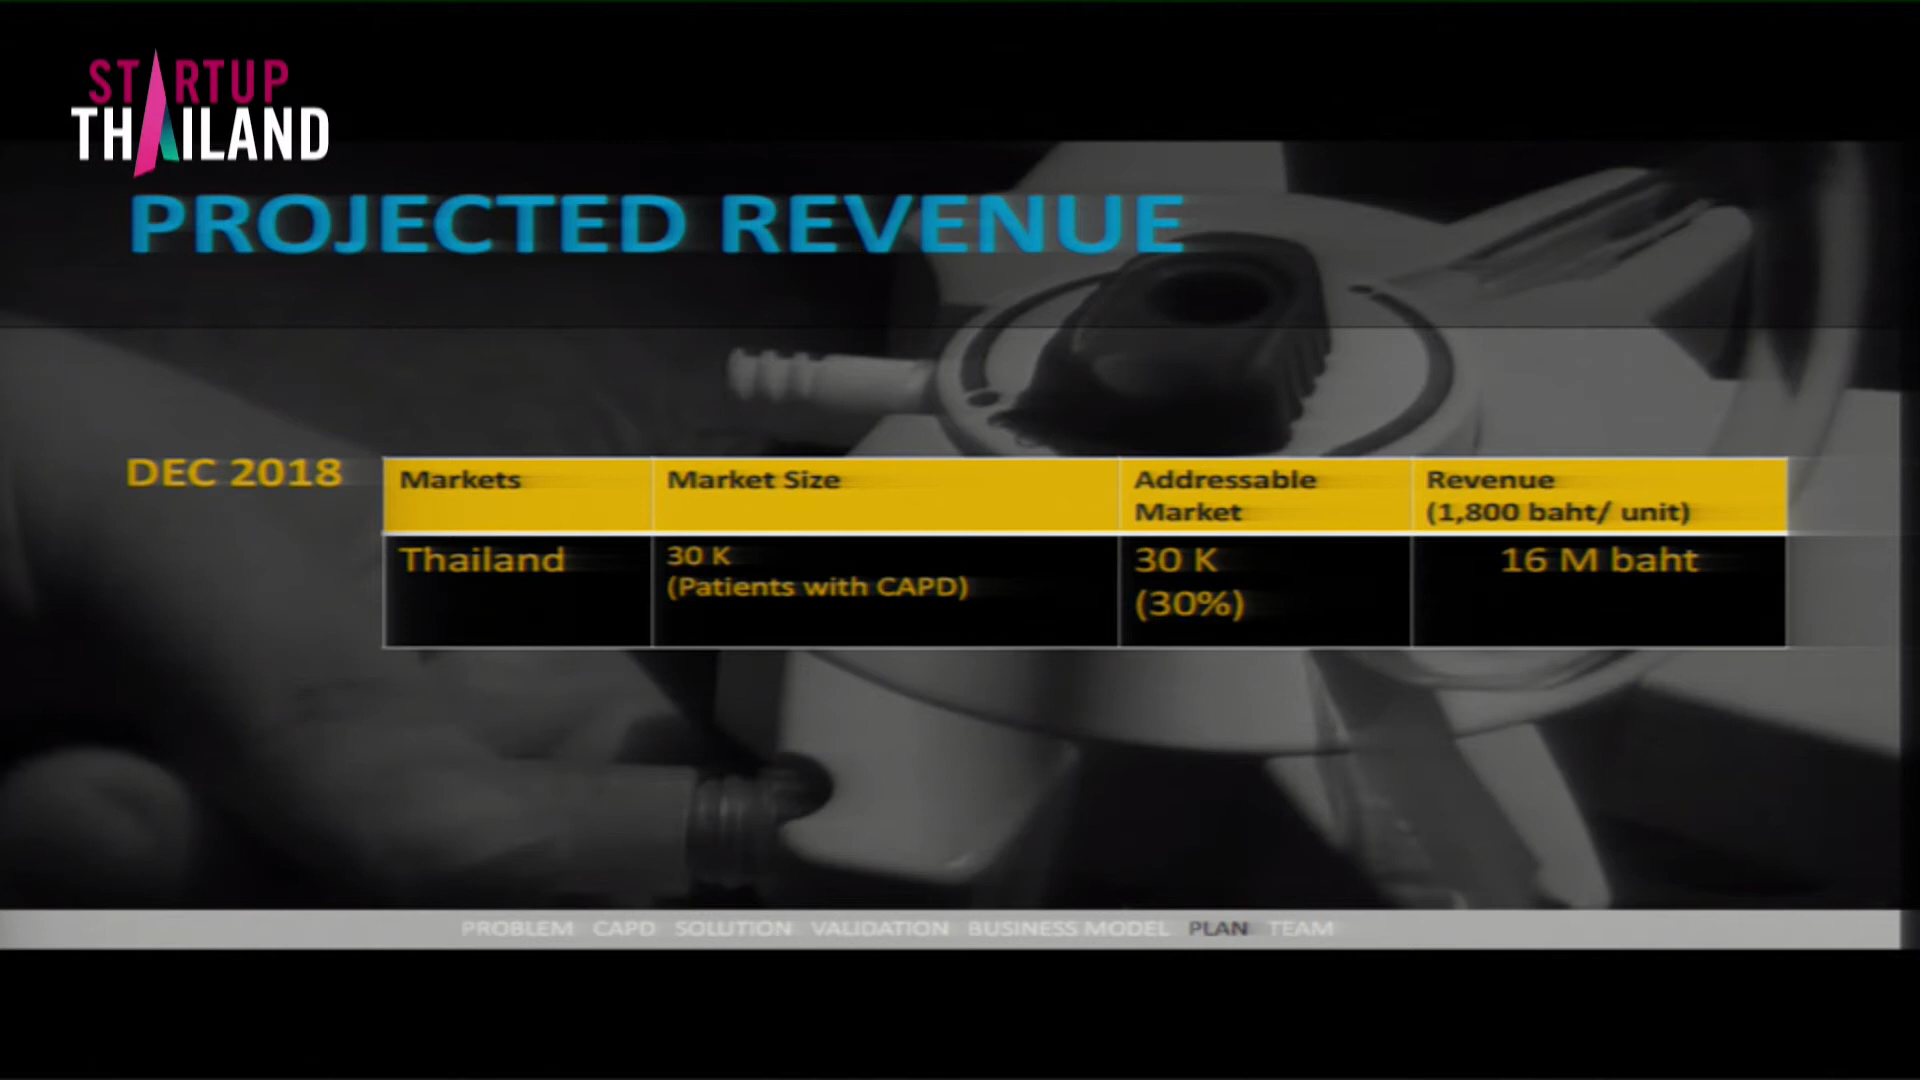 STARTUP
THAILAND
PROJECTED REVENUE
DEC 2018
Markets
Market Size
Addressable
Market
Revenue
(1,800 baht/ unit)
Thailand
30 K
(Patients with CAPD)
30 K
(30%)
16 M baht
PROBLEM CAPD SOLUTION VALIDATION BUSINESS MODEL PLAN TEAM